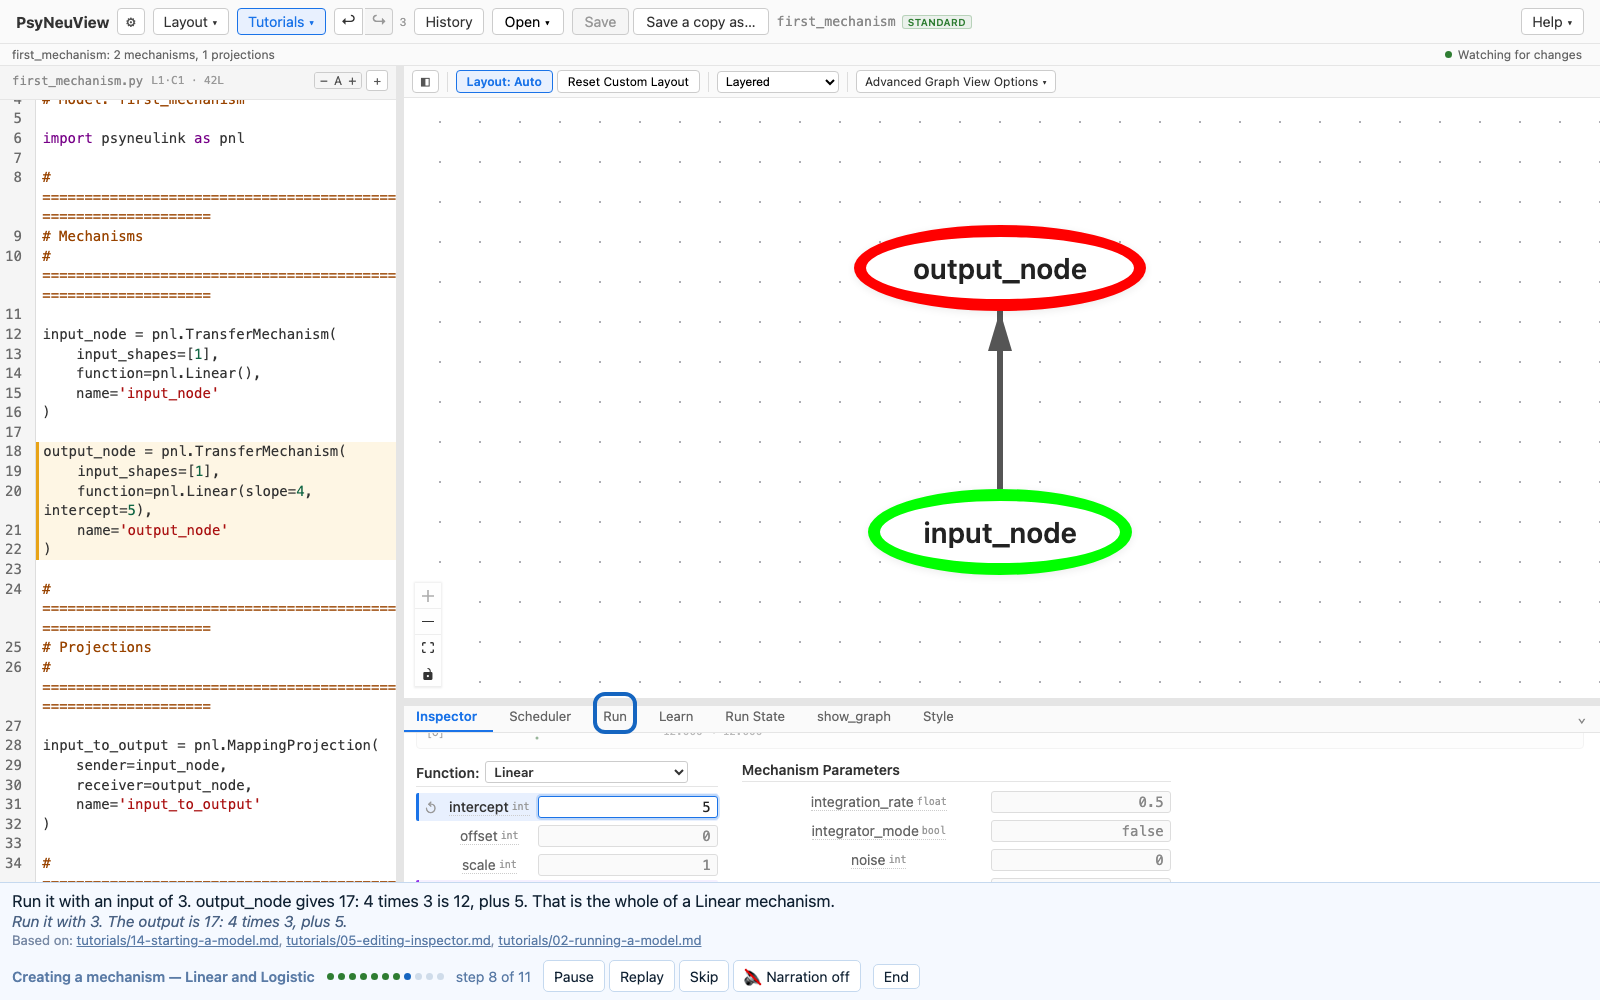 PsyNeuView
Layout ▾
Tutorials ▾
3
History
Open ▾
Save
Save a copy as...
first_mechanism
STANDARD
Help ▾
first_mechanism: 2 mechanisms, 1 projections
Watching for changes
first_mechanism.py L1·C1 · 42L
− A +
+
Layout: Auto
Reset Custom Layout
Layered
Advanced Graph View Options ▾
4 # Model: first_mechanism
5
6 import psyneulink as pnl
7
8 #
==========================================
====================
9 # Mechanisms
10 #
==========================================
====================
11
12 input_node = pnl.TransferMechanism(
13 input_shapes=[1],
14 function=pnl.Linear(),
15 name='input_node'
16 )
17
18 output_node = pnl.TransferMechanism(
19 input_shapes=[1],
20 function=pnl.Linear(slope=4,
intercept=5),
21 name='output_node'
22 )
23
24 #
==========================================
====================
25 # Projections
26 #
==========================================
====================
27
28 input_to_output = pnl.MappingProjection(
29 sender=input_node,
30 receiver=output_node,
31 name='input_to_output'
32 )
33
34 #
output_node
input_node
Inspector
Scheduler
Run
Learn
Run State
show_graph
Style
Function: Linear
intercept int 5
offset int 0
scale int 1
Mechanism Parameters
integration_rate float 0.5
integrator_mode bool false
noise int 0
Run it with an input of 3. output_node gives 17: 4 times 3 is 12, plus 5. That is the whole of a Linear mechanism.
Run it with 3. The output is 17: 4 times 3, plus 5.
Based on: tutorials/14-starting-a-model.md, tutorials/05-editing-inspector.md, tutorials/02-running-a-model.md
Creating a mechanism — Linear and Logistic
step 8 of 11
Pause
Replay
Skip
Narration off
End